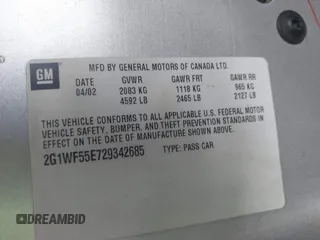 GM
MFD BY GENERAL MOTORS OF CANADA LTD.
DATE GVWR GAWR FRT GAWR RR
04/02 2083 KG 1118 KG 965 KG
4592 LB 2465 LB 2127 LB
THIS VEHICLE CONFORMS TO ALL APPLICABLE U.S. FEDERAL MOTOR
VEHICLE SAFETY, BUMPER, AND THEFT PREVENTION STANDARDS IN
EFFECT ON THE DATE OF MANUFACTURE SHOWN ABOVE.
2G1WF55E729342685 TYPE: PASS CAR
AUTOHELPERBOT.COM